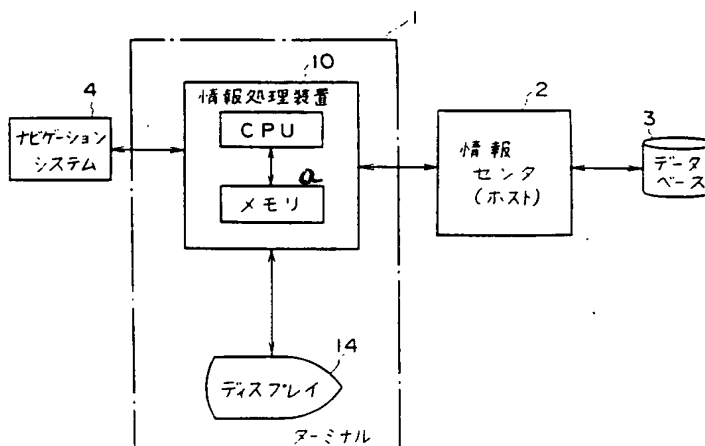 1
10
情報処理装置
CPU
a
メモリ
4
ナビゲーション
システム
2
情報
センタ
(ホスト)
3
データ
ベース
14
ディスプレイ
ターミナル